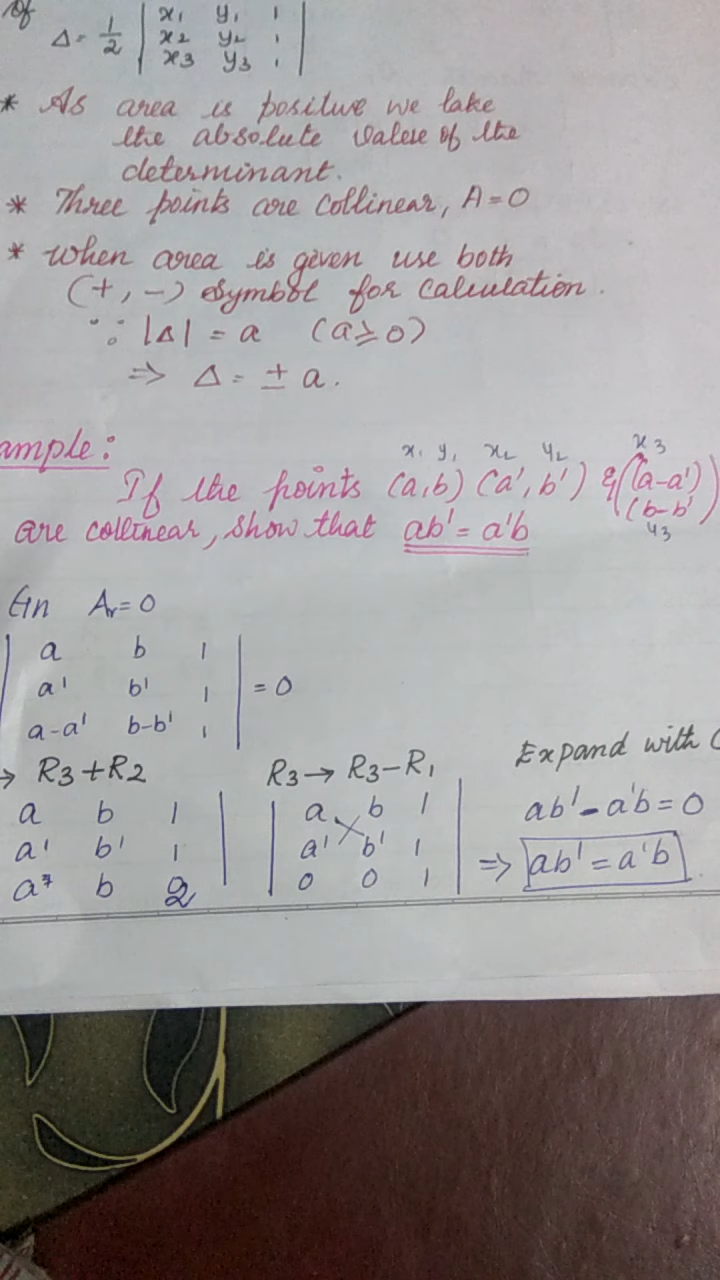 of
Δ = 1/2 | x1 y1 1 |
| x2 y2 1 |
| x3 y3 1 |
* As area is positive we take
the absolute value of the
determinant.
* Three points are collinear, A=0
* when area is given use both
(+, -) symbol for calculation.
∵ |Δ| = a (a≥0)
⇒ Δ = ± a.
ample:
x1 y1 x2 y2 x3
If the points (a,b) (a',b') & ((a-a')
(b-b'))
are collinear, show that ab' = a'b
y3
Gn Ar=0
| a b 1 |
| a' b' 1 | = 0
| a-a' b-b' 1 |
→ R3+R2 R3→ R3-R1 Expand with C
a b 1 | | a b 1 | ab'-a'b=0
a' b' 1 | | a' b' 1 | ⇒ ab'=a'b
a b 2 | | 0 0 1 |